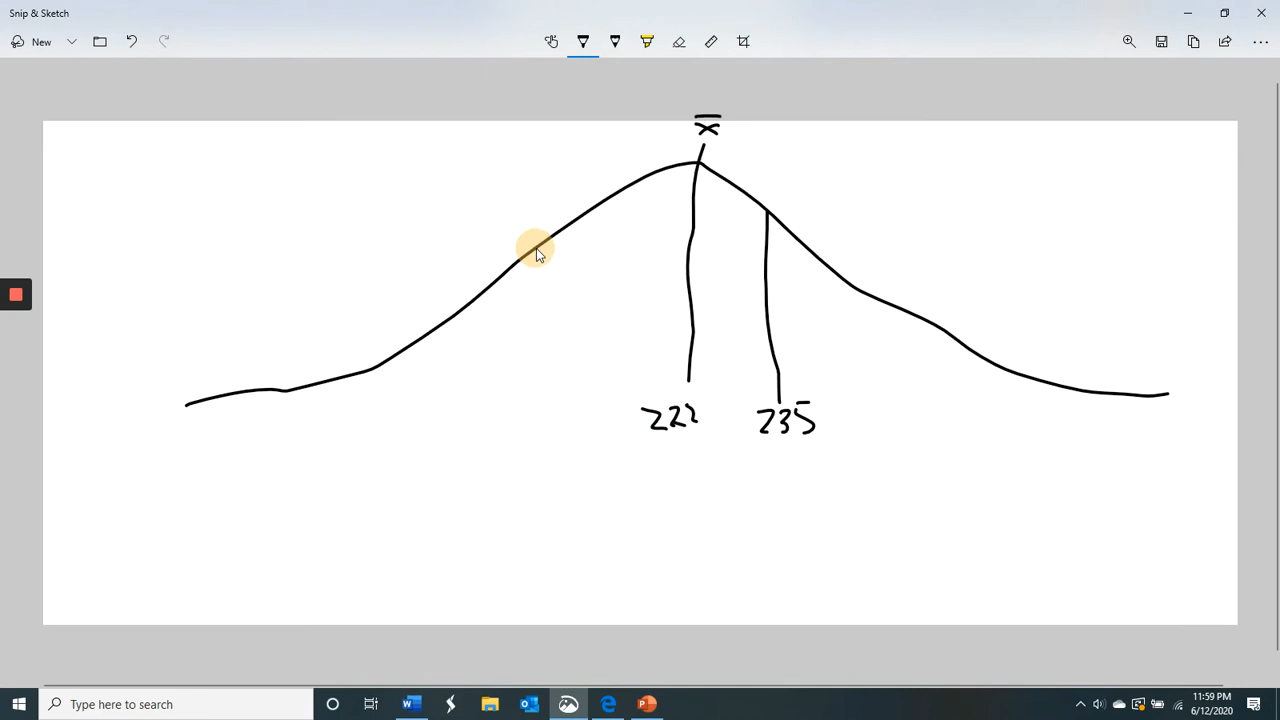 Snip & Sketch
New
x̅
222 235
Type here to search
11:59 PM
6/12/2020